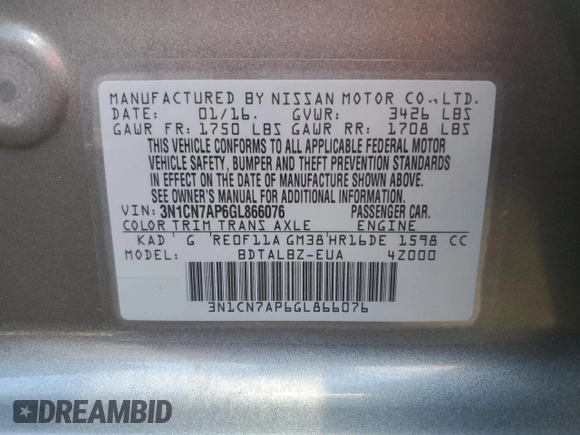 MANUFACTURED BY NISSAN MOTOR CO.,LTD.
DATE: 01/16. GVWR: 3426 LBS
GAWR FR: 1750 LBS GAWR RR: 1708 LBS
THIS VEHICLE CONFORMS TO ALL APPLICABLE FEDERAL MOTOR
VEHICLE SAFETY, BUMPER AND THEFT PREVENTION STANDARDS
IN EFFECT ON THE DATE OF MANUFACTURE SHOWN ABOVE.
SEE OWNER'S MANUAL FOR ADDITIONAL INFORMATION.
VIN: 3N1CN7AP6GL866076 PASSENGER CAR.
COLOR TRIM TRANS AXLE ENGINE
KAD G RE0F11A GM38 HR16DE 1598 CC
MODEL: BDTALBZ-EUA 4Z000
3N1CN7AP6GL866076
DREAMBID